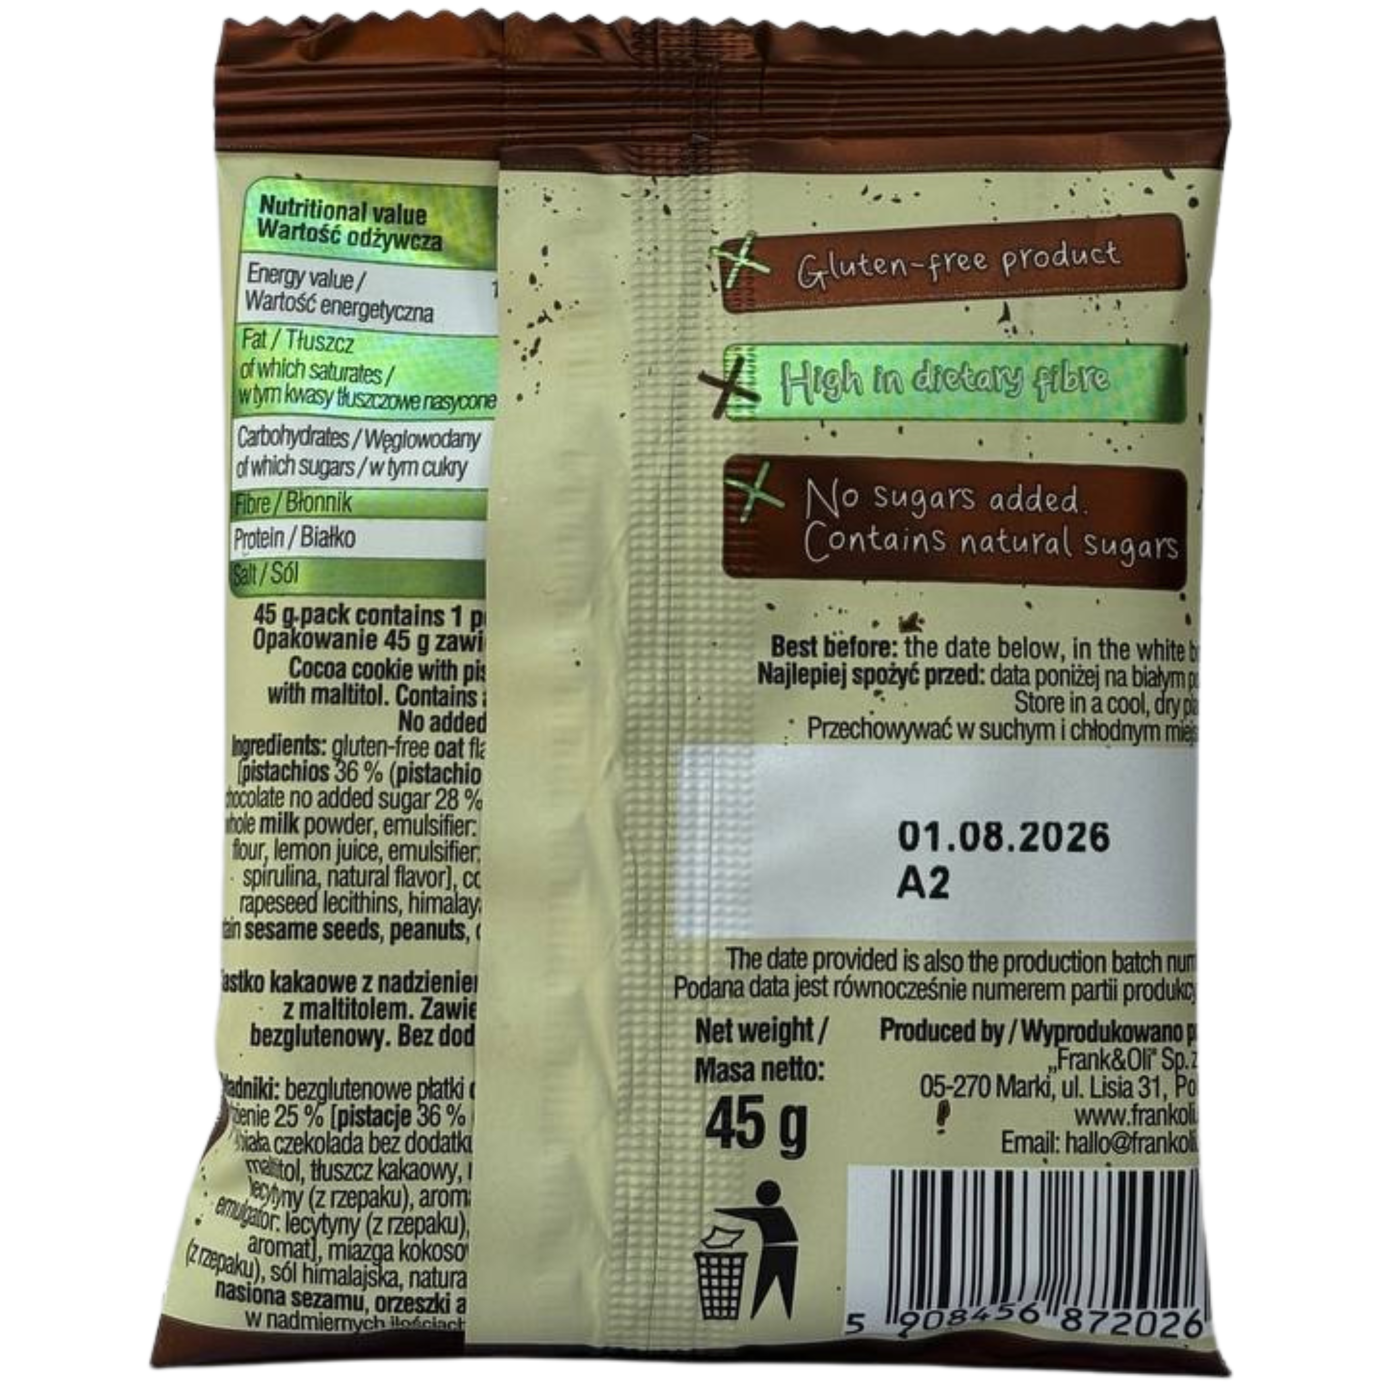 Nutritional value
Wartość odżywcza
Energy value /
Wartość energetyczna
Fat / Tłuszcz
of which saturates /
w tym kwasy tłuszczowe nasycone
Carbohydrates / Węglowodany
of which sugars / w tym cukry
Fibre / Błonnik
Protein / Białko
Salt / Sól
45 g pack contains 1
Opakowanie 45 g
Cocoa cookie with
with maltitol. Contains
No added
Ingredients: gluten-free oat
[pistachios 36 % (pistachio
no added sugar 28 %
milk powder, emulsifier:
flour, lemon juice, emulsifier:
spirulina, natural flavor],
rapeseed lecithins,
sesame seeds, peanuts,
kakaowe z
z maltitolem.
bezglutenowy. Bez
bezglutenowe płatki
25 % [pistacje 36 %
biała czekolada bez
maltitol, tłuszcz kakaowy,
lecytyny (z rzepaku),
emulgator: lecytyny (z rzepaku),
aromat], miazga
(z rzepaku), sól himalajska,
nasiona sezamu, orzeszki
w nadmiernych
Gluten-free product
High in dietary fibre
No sugars added.
Contains natural sugars
Best before: the date below, in the white
Najlepiej spożyć przed: data poniżej na białym
Store in a cool, dry
Przechowywać w suchym i chłodnym
01.08.2026
A2
The date provided is also the production batch
Podana data jest równocześnie numerem partii
Net weight /
Masa netto:
45 g
Produced by / Wyprodukowano
„Frank&Oli" Sp.
05-270 Marki, ul. Lisia 31,
www.frankoli.
Email: hallo@frankoli
5 908456 872026